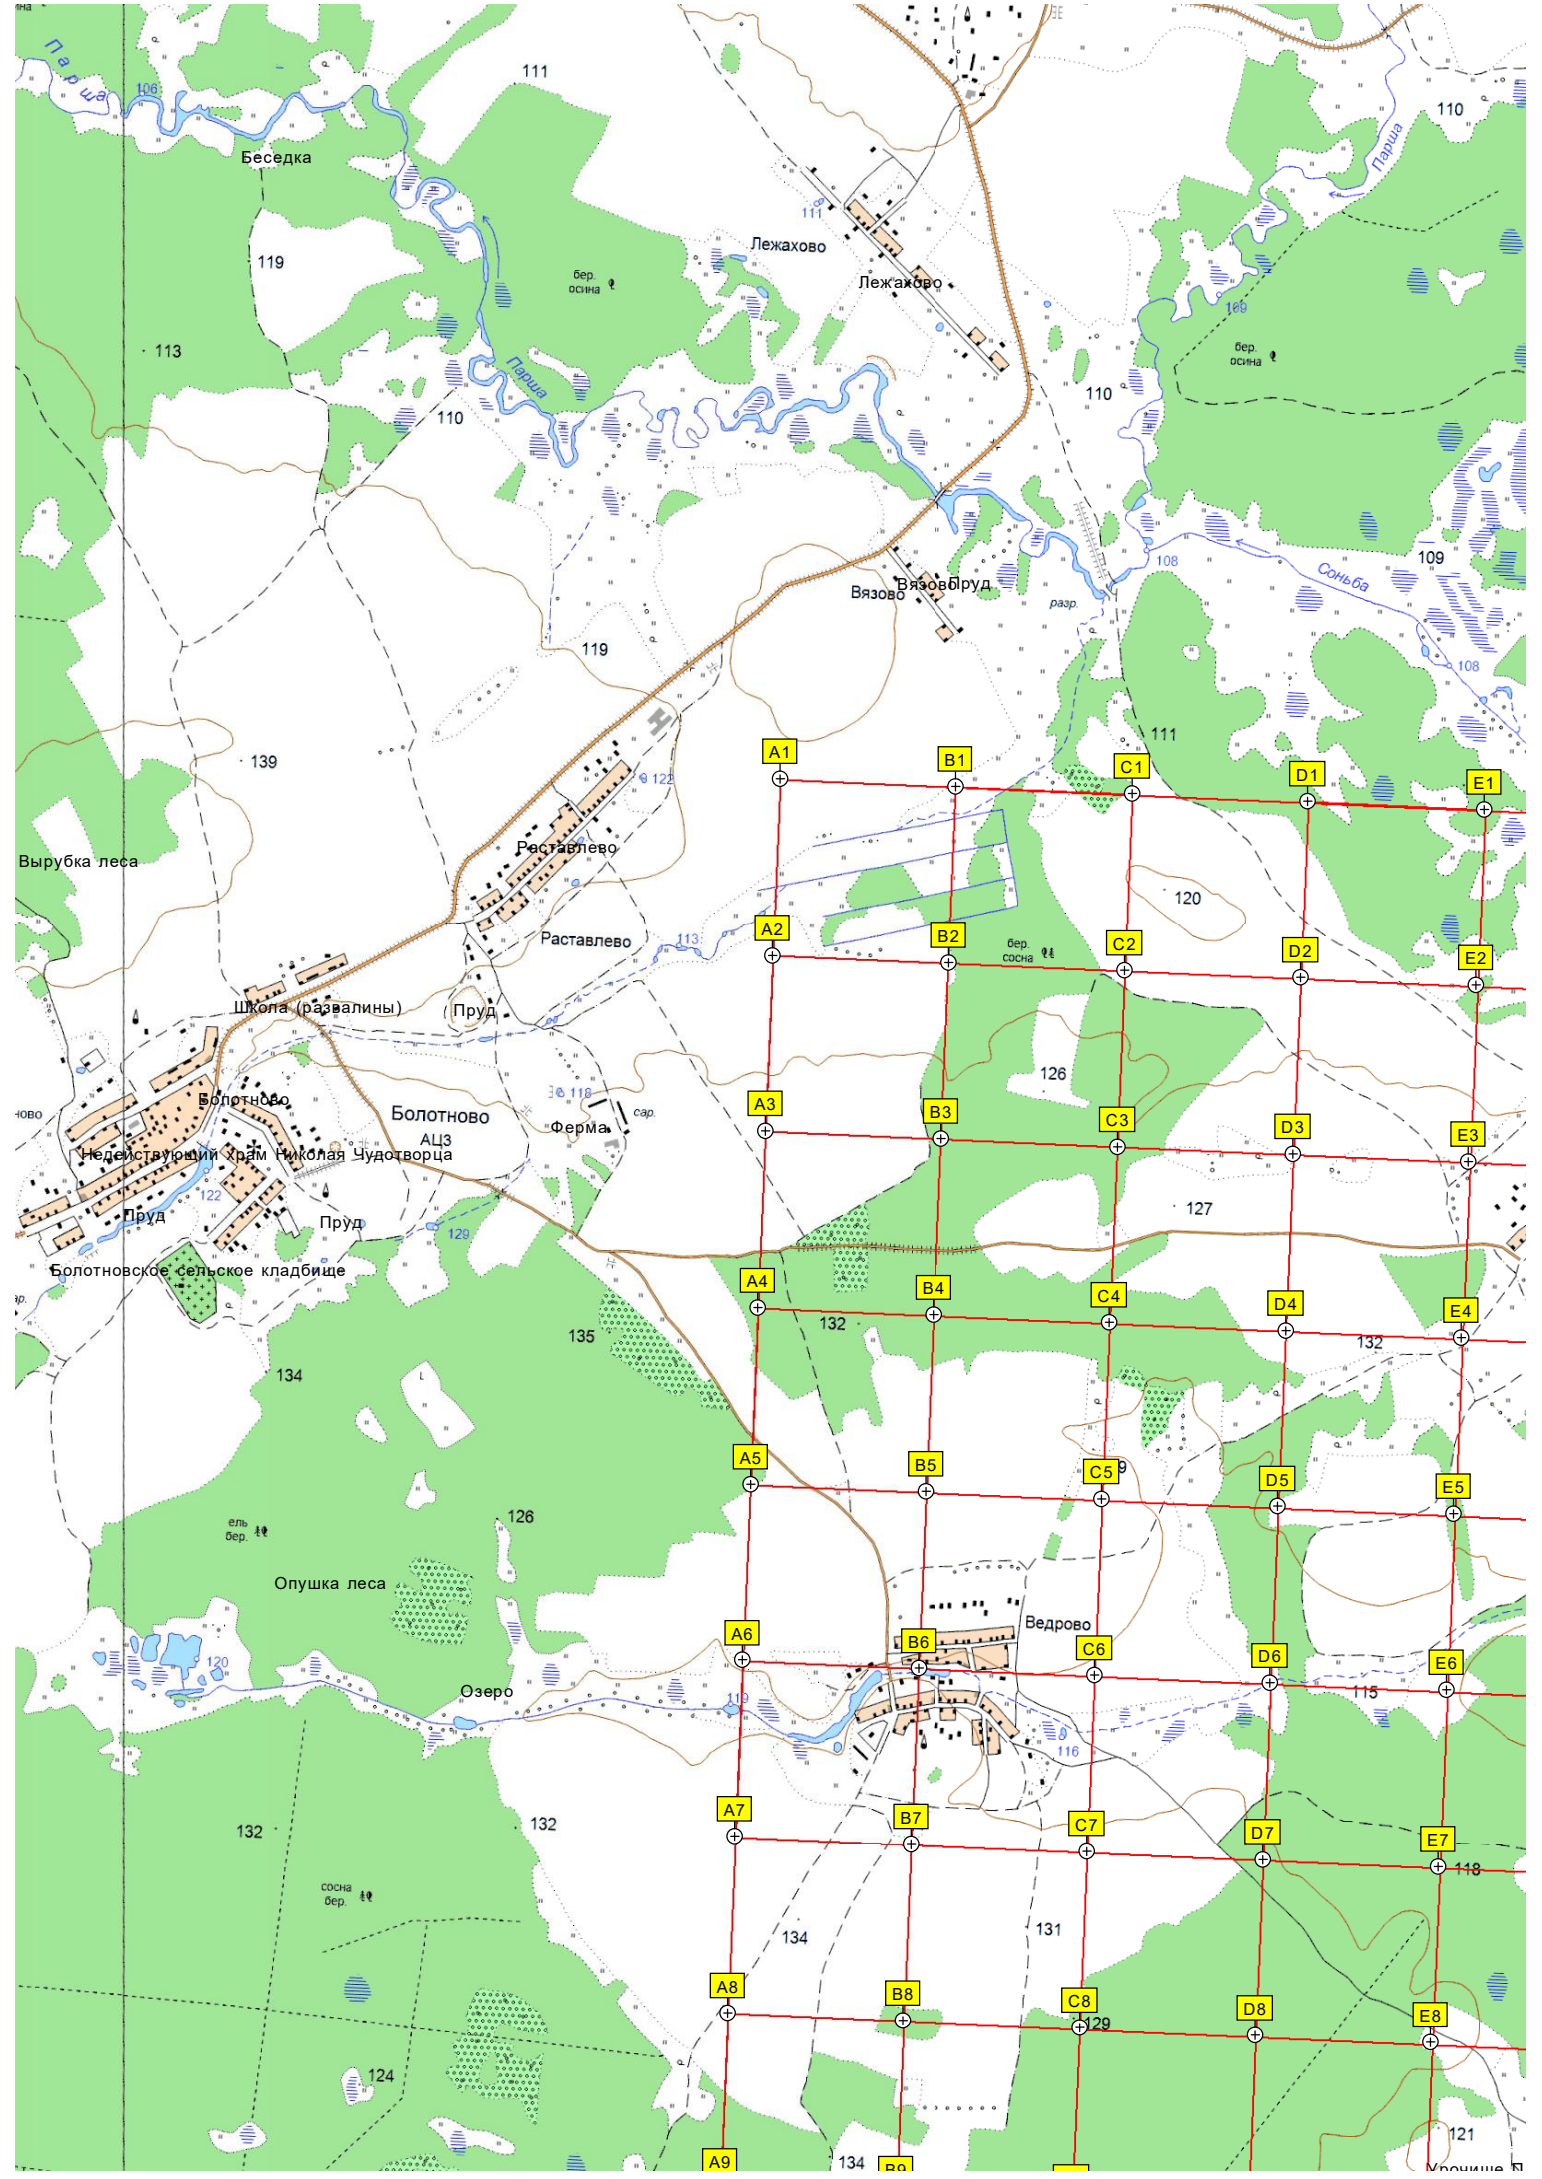 на
Парша
106
111
110
Парша
Беседка
111
Лежахово
119
бер.
осина
Лежахово
109
113
Парша
бер.
осина
110
110
108
109
Соньба
Вязово
Вязово
Пруд
разр.
119
108
111
139
122
A1
B1
C1
D1
E1
Раставлево
Вырубка леса
120
A2
B2
C2
D2
E2
Раставлево
113
бер.
сосна
Школа (развалины)
Пруд
126
118
Болотново
ново
Болотново
АЦЗ
сар.
Ферма
A3
B3
C3
D3
E3
Недействующий храм Николая Чудотворца
122
Пруд
Пруд
129
127
Болотновское сельское кладбище
ар.
A4
B4
C4
D4
E4
135
132
132
134
A5
B5
C5
9
D5
E5
126
ель
бер.
Опушка леса
Ведрово
A6
B6
C6
D6
E6
120
Озеро
119
115
116
A7
B7
C7
D7
E7
132
132
118
сосна
бер.
134
131
A8
B8
C8
D8
E8
129
124
121
A9
134
B9
Урочище П